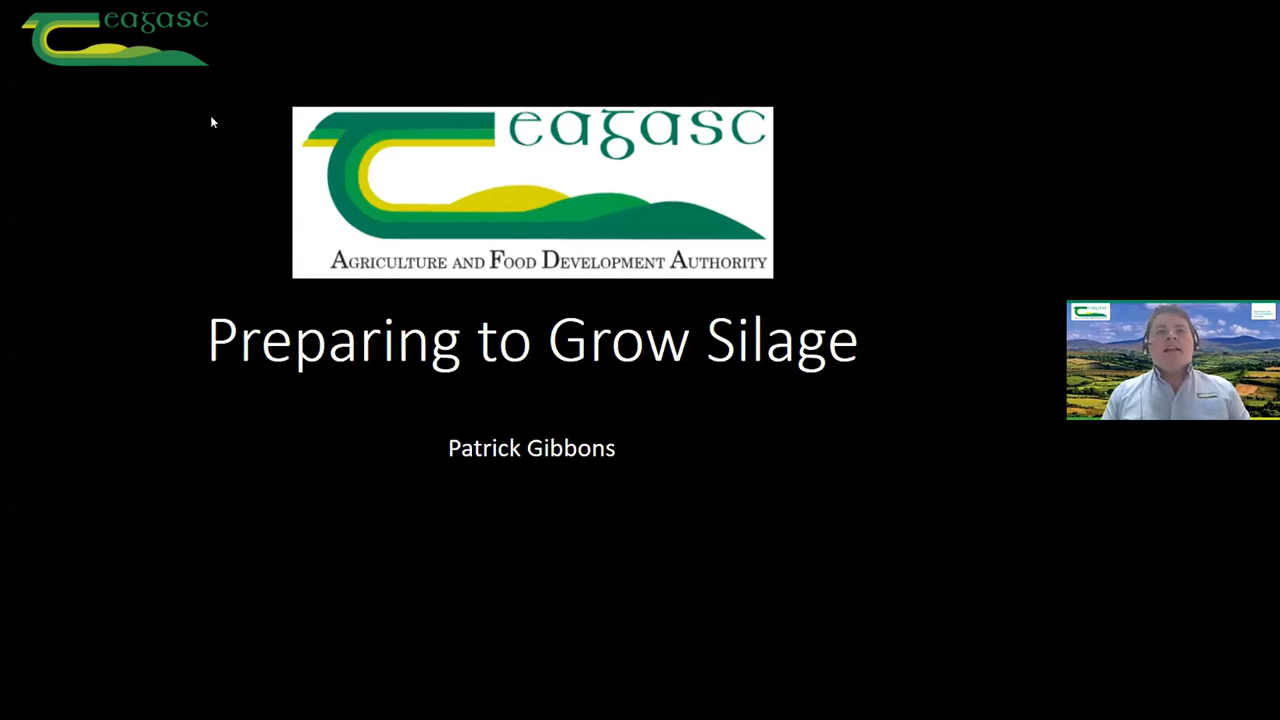 eagasc
eagasc
AGRICULTURE AND FOOD DEVELOPMENT AUTHORITY
Preparing to Grow Silage
Patrick Gibbons